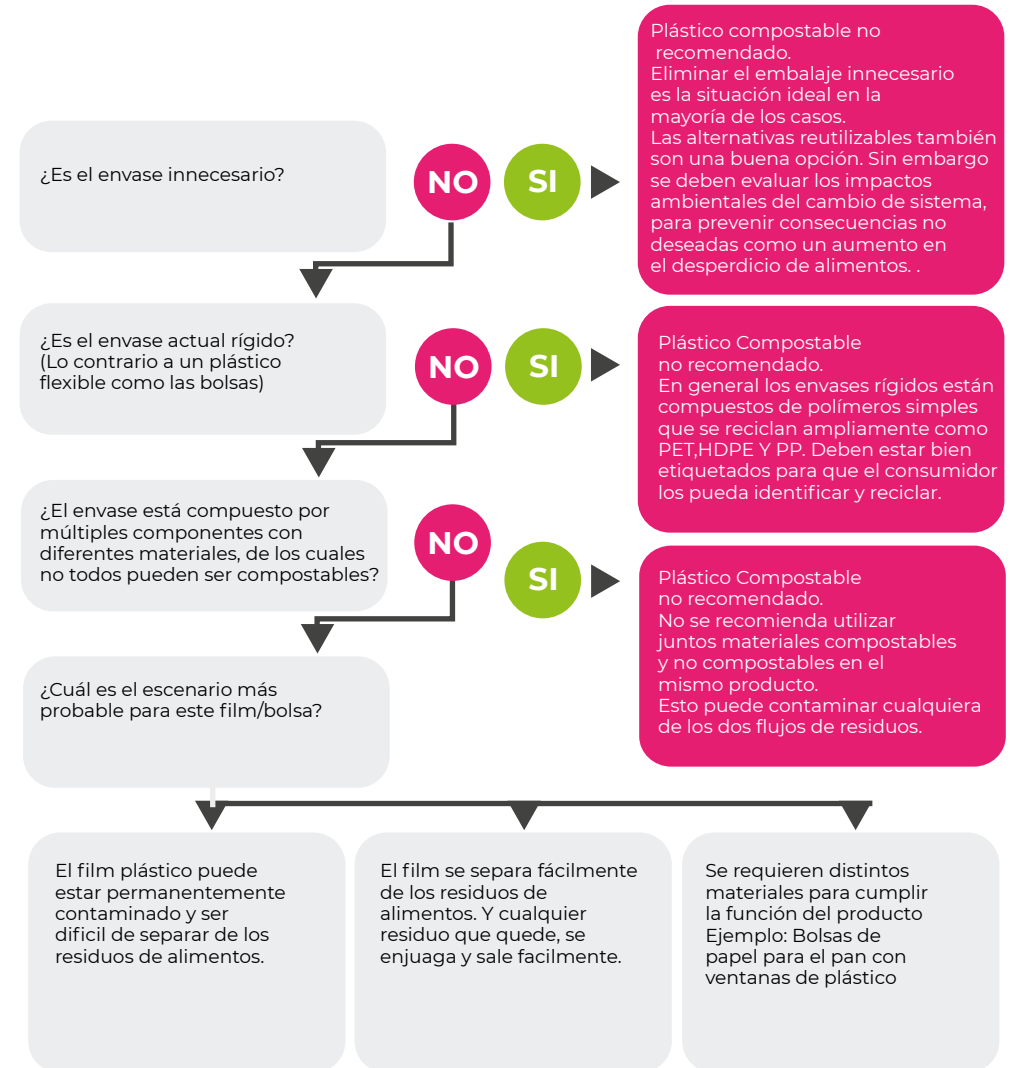 ¿Es el envase innecesario?
NO
SI
Plástico compostable no
recomendado.
Eliminar el embalaje innecesario
es la situación ideal en la
mayoría de los casos.
Las alternativas reutilizables también
son una buena opción. Sin embargo
se deben evaluar los impactos
ambientales del cambio de sistema,
para prevenir consecuencias no
deseadas como un aumento en
el desperdicio de alimentos. .
¿Es el envase actual rígido?
(Lo contrario a un plástico
flexible como las bolsas)
NO
SI
Plástico Compostable
no recomendado.
En general los envases rígidos están
compuestos de polímeros simples
que se reciclan ampliamente como
PET,HDPE Y PP. Deben estar bien
etiquetados para que el consumidor
los pueda identificar y reciclar.
¿El envase está compuesto por
múltiples componentes con
diferentes materiales, de los cuales
no todos pueden ser compostables?
NO
SI
Plástico Compostable
no recomendado.
No se recomienda utilizar
juntos materiales compostables
y no compostables en el
mismo producto.
Esto puede contaminar cualquiera
de los dos flujos de residuos.
¿Cuál es el escenario más
probable para este film/bolsa?
El film plástico puede
estar permanentemente
contaminado y ser
dificil de separar de los
residuos de alimentos.
El film se separa fácilmente
de los residuos de
alimentos. Y cualquier
residuo que quede, se
enjuaga y sale facilmente.
Se requieren distintos
materiales para cumplir
la función del producto
Ejemplo: Bolsas de
papel para el pan con
ventanas de plástico